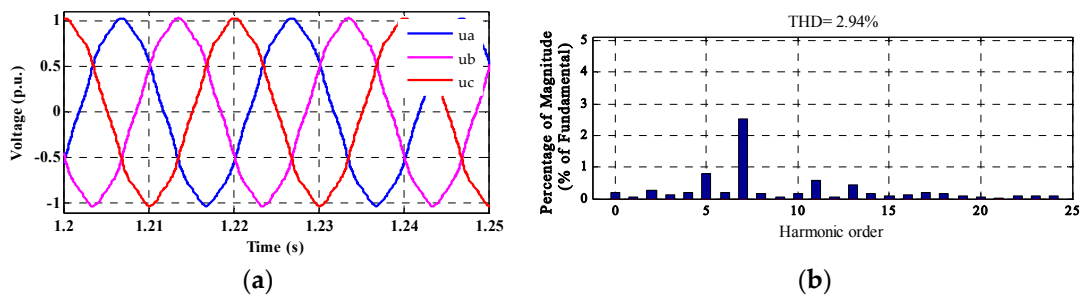 Voltage (p.u.)
1
0.5
0
-0.5
-1
ua
ub
uc
1.2 1.21 1.22 1.23 1.24 1.25
Time (s)
(a)
THD= 2.94%
Percentage of Magnitude
(% of Fundamental)
5
4
3
2
1
0
0 5 10 15 20 25
Harmonic order
(b)